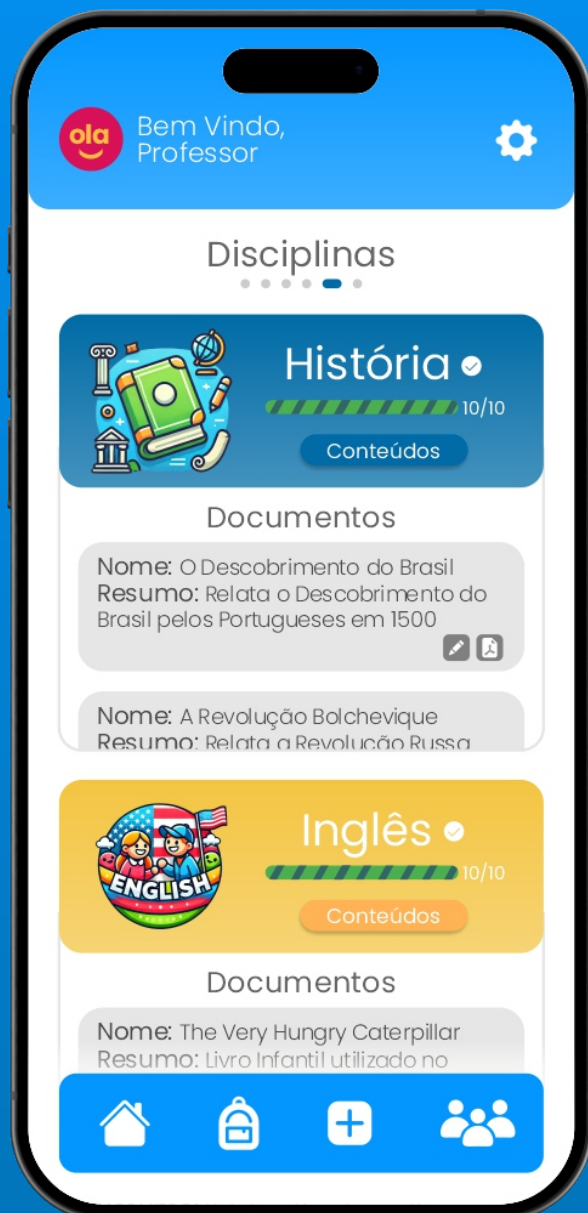 ola
Bem Vindo,
Professor
Disciplinas
História
10/10
Conteúdos
Documentos
Nome: O Descobrimento do Brasil
Resumo: Relata o Descobrimento do
Brasil pelos Portugueses em 1500
Nome: A Revolução Bolchevique
Resumo: Relata a Revolução Russa
ENGLISH
Inglês
10/10
Conteúdos
Documentos
Nome: The Very Hungry Caterpillar
Resumo: Livro Infantil utilizado no